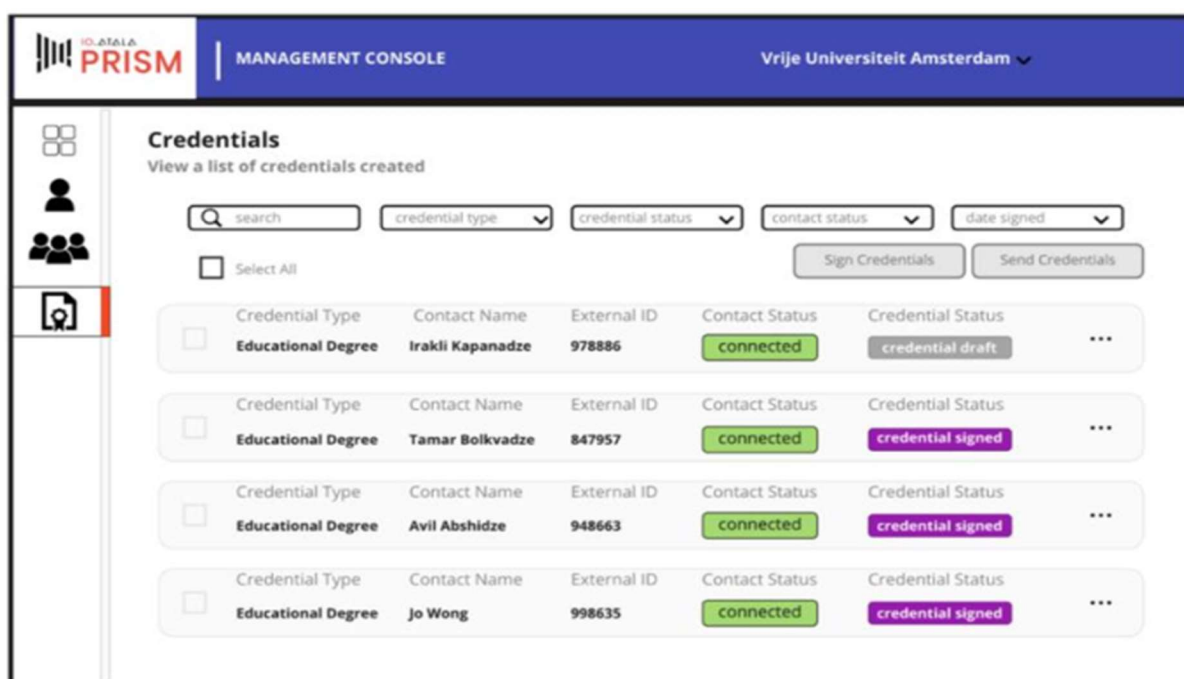 IO.ATALA
PRISM
MANAGEMENT CONSOLE
Vrije Universiteit Amsterdam
Credentials
View a list of credentials created
search
credential type
credential status
contact status
date signed
Select All
Sign Credentials
Send Credentials
Credential Type Contact Name External ID Contact Status Credential Status
Educational Degree Irakli Kapanadze 978886 connected credential draft
Credential Type Contact Name External ID Contact Status Credential Status
Educational Degree Tamar Bolkvadze 847957 connected credential signed
Credential Type Contact Name External ID Contact Status Credential Status
Educational Degree Avil Abshidze 948663 connected credential signed
Credential Type Contact Name External ID Contact Status Credential Status
Educational Degree Jo Wong 998635 connected credential signed